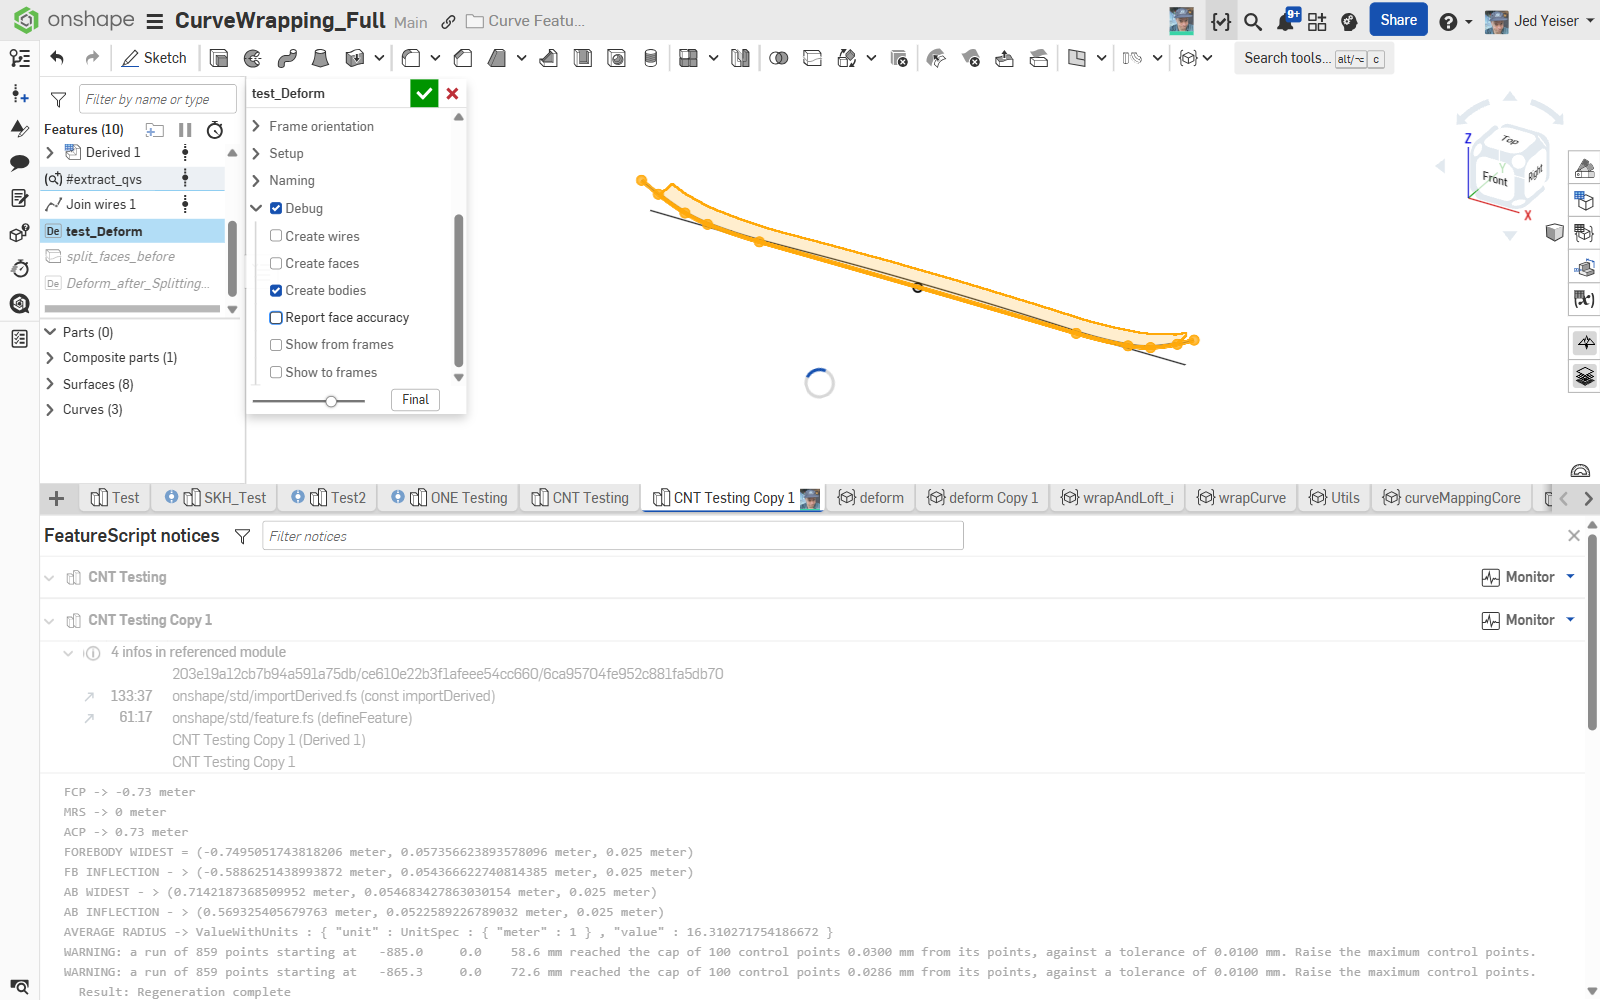 onshape CurveWrapping_Full Main Curve Featu... 9+ Share Jed Yeiser
Sketch Search tools... alt/⌥ c
Filter by name or type
Features (10)
Derived 1
#extract_qvs
Join wires 1
De test_Deform
split_faces_before
De Deform_after_Splitting...
Parts (0)
Composite parts (1)
Surfaces (8)
Curves (3)
test_Deform
Frame orientation
Setup
Naming
Debug
Create wires
Create faces
Create bodies
Report face accuracy
Show from frames
Show to frames
Final
Z
Top
Y
Front
Right
X
Test SKH_Test Test2 ONE Testing CNT Testing CNT Testing Copy 1 deform deform Copy 1 wrapAndLoft_i wrapCurve Utils curveMappingCore
FeatureScript notices Filter notices
CNT Testing Monitor
CNT Testing Copy 1 Monitor
4 infos in referenced module
203e19a12cb7b94a591a75db/ce610e22b3f1afeee54cc660/6ca95704fe952c881fa5db70
133:37 onshape/std/importDerived.fs (const importDerived)
61:17 onshape/std/feature.fs (defineFeature)
CNT Testing Copy 1 (Derived 1)
CNT Testing Copy 1
FCP -> -0.73 meter
MRS -> 0 meter
ACP -> 0.73 meter
FOREBODY WIDEST = (-0.7495051743818206 meter, 0.057356623893578096 meter, 0.025 meter)
FB INFLECTION - > (-0.5886251438993872 meter, 0.054366622740814385 meter, 0.025 meter)
AB WIDEST - > (0.7142187368509952 meter, 0.054683427863030154 meter, 0.025 meter)
AB INFLECTION - > (0.569325405679763 meter, 0.0522589226789032 meter, 0.025 meter)
AVERAGE RADIUS -> ValueWithUnits : { "unit" : UnitSpec : { "meter" : 1 } , "value" : 16.310271754186672 }
WARNING: a run of 859 points starting at -885.0 0.0 58.6 mm reached the cap of 100 control points 0.0300 mm from its points, against a tolerance of 0.0100 mm. Raise the maximum control points.
WARNING: a run of 859 points starting at -865.3 0.0 72.6 mm reached the cap of 100 control points 0.0286 mm from its points, against a tolerance of 0.0100 mm. Raise the maximum control points.
Result: Regeneration complete